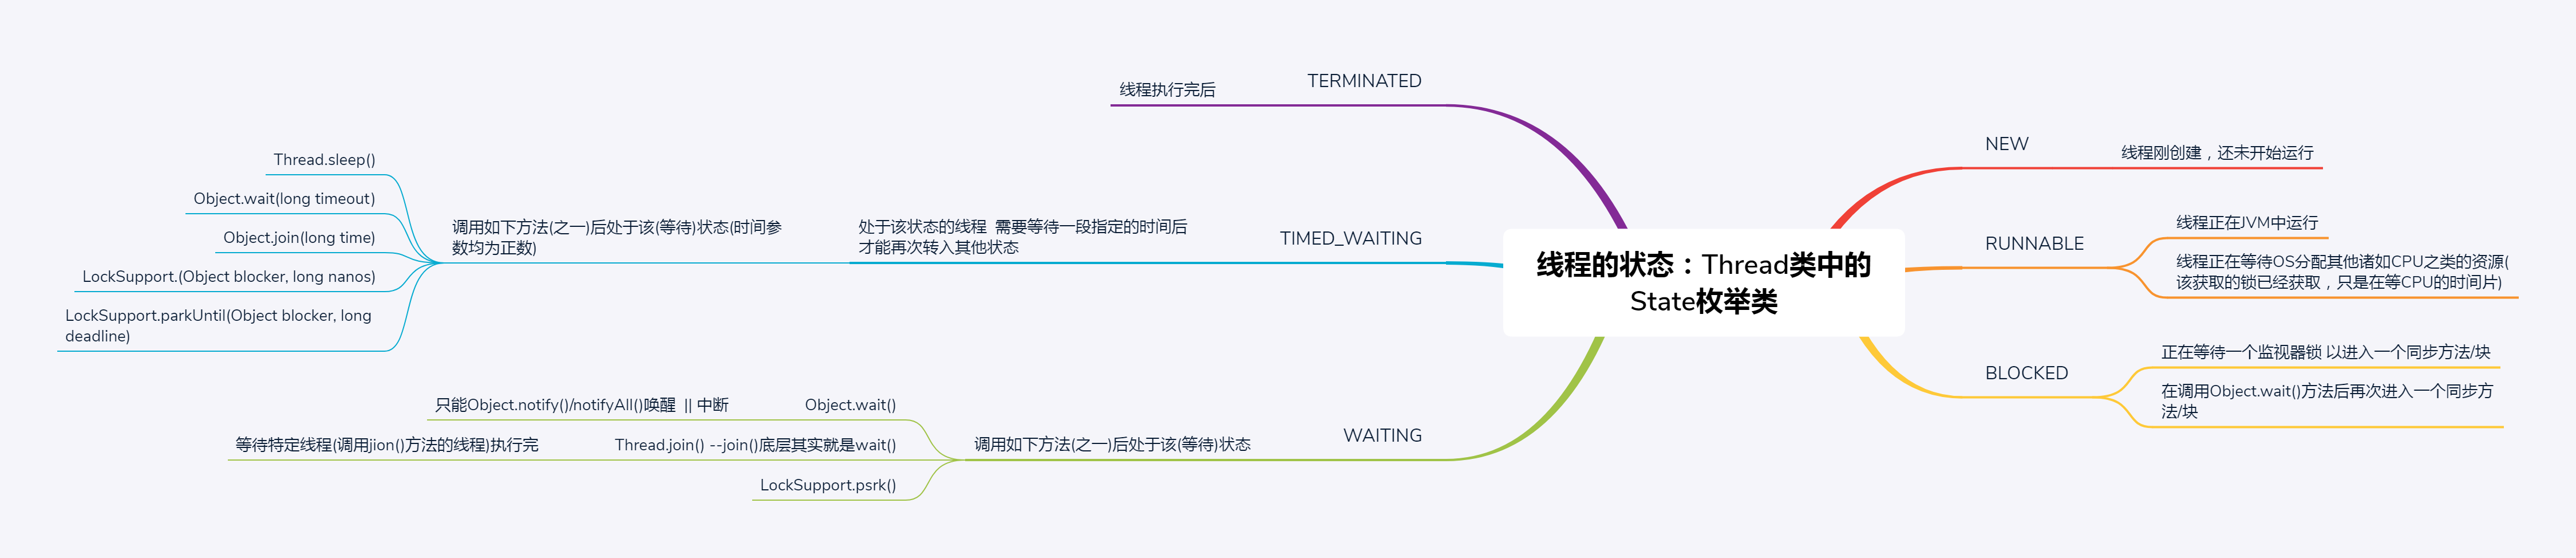 线程的状态：Thread类中的
State枚举类
NEW
线程刚创建，还未开始运行
RUNNABLE
线程正在JVM中运行
线程正在等待OS分配其他诸如CPU之类的资源(
该获取的锁已经获取，只是在等CPU的时间片)
BLOCKED
正在等待一个监视器锁 以进入一个同步方法/块
在调用Object.wait()方法后再次进入一个同步方
法/块
TERMINATED
线程执行完后
TIMED_WAITING
处于该状态的线程 需要等待一段指定的时间后
才能再次转入其他状态
调用如下方法(之一)后处于该(等待)状态(时间参
数均为正数)
Thread.sleep()
Object.wait(long timeout)
Object.join(long time)
LockSupport.(Object blocker, long nanos)
LockSupport.parkUntil(Object blocker, long
deadline)
WAITING
调用如下方法(之一)后处于该(等待)状态
Object.wait()
只能Object.notify()/notifyAll()唤醒 || 中断
Thread.join() --join()底层其实就是wait()
等待特定线程(调用jion()方法的线程)执行完
LockSupport.psrk()